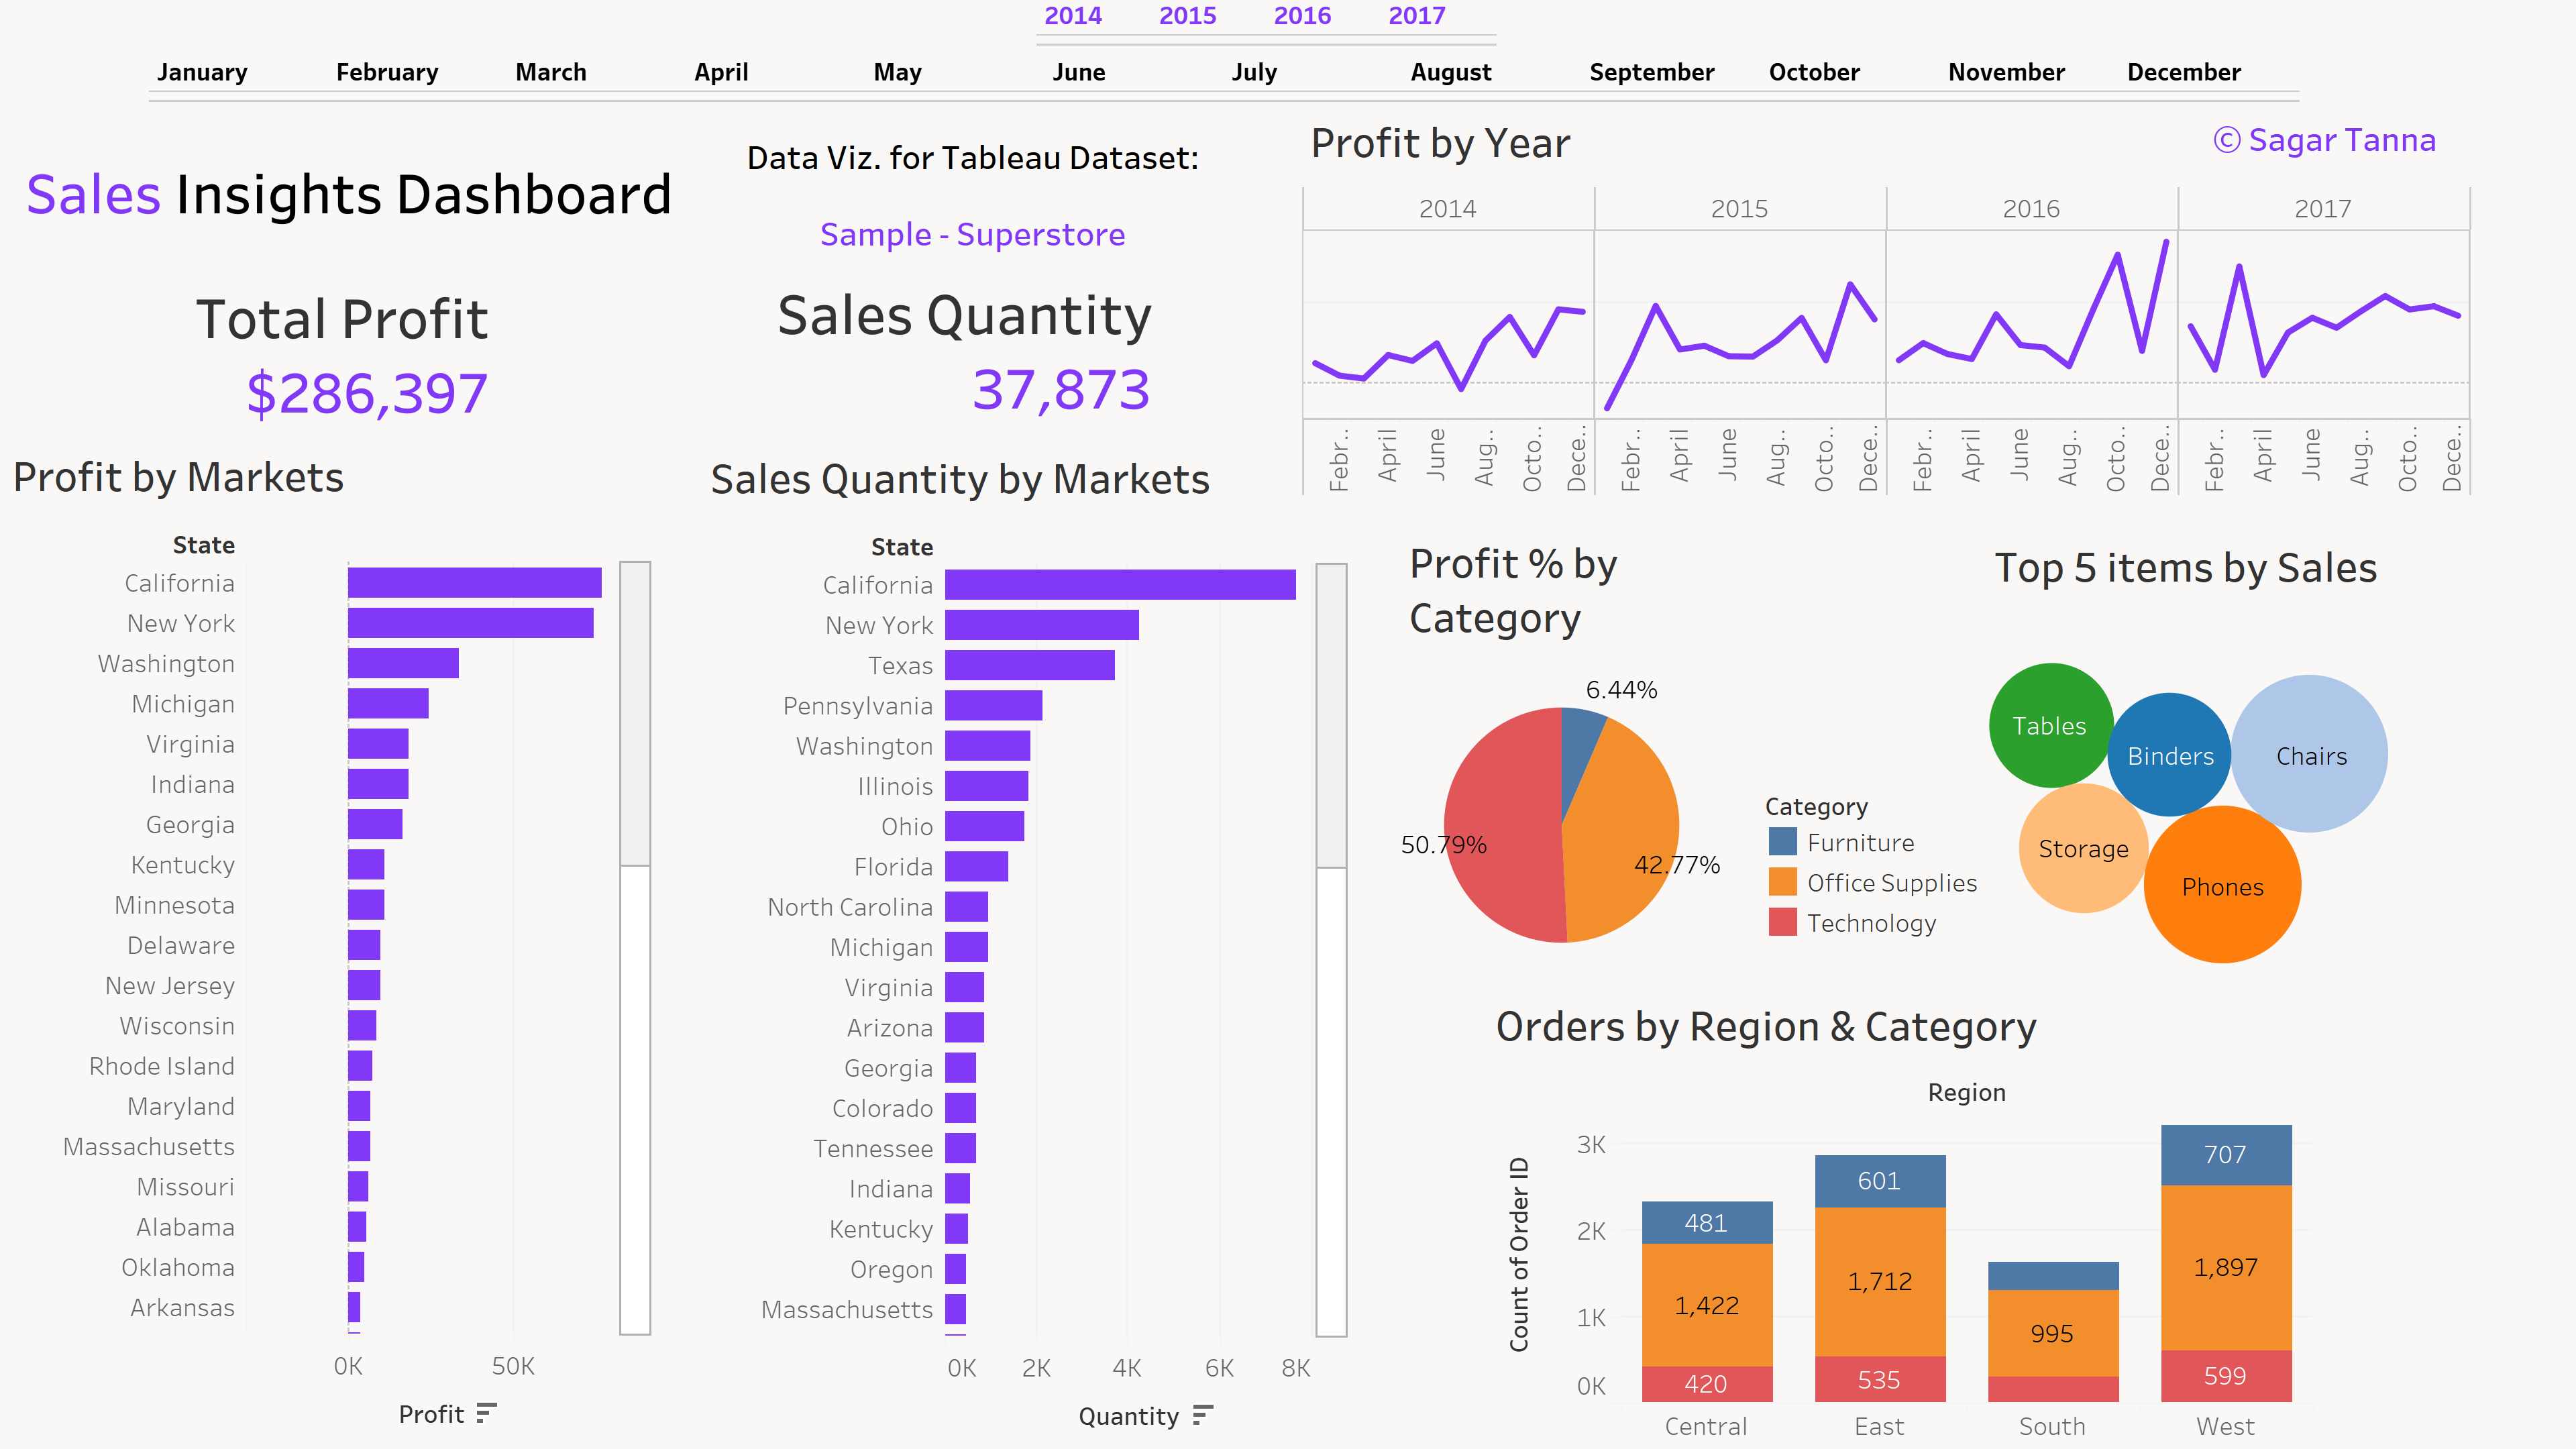 2014 2015 2016 2017
January February March April May June July August September October November December
Sales Insights Dashboard
Data Viz. for Tableau Dataset:
Sample - Superstore
Profit by Year
© Sagar Tanna
2014 2015 2016 2017
Febr.. April June Aug.. Octo.. Dece.. Febr.. April June Aug.. Octo.. Dece.. Febr.. April June Aug.. Octo.. Dece.. Febr.. April June Aug.. Octo.. Dece..
Total Profit
$286,397
Sales Quantity
37,873
Profit by Markets
State
California
New York
Washington
Michigan
Virginia
Indiana
Georgia
Kentucky
Minnesota
Delaware
New Jersey
Wisconsin
Rhode Island
Maryland
Massachusetts
Missouri
Alabama
Oklahoma
Arkansas
0K 50K
Profit
Sales Quantity by Markets
State
California
New York
Texas
Pennsylvania
Washington
Illinois
Ohio
Florida
North Carolina
Michigan
Virginia
Arizona
Georgia
Colorado
Tennessee
Indiana
Kentucky
Oregon
Massachusetts
0K 2K 4K 6K 8K
Quantity
Profit % by
Category
6.44%
50.79%
42.77%
Category
Furniture
Office Supplies
Technology
Top 5 items by Sales
Tables
Binders
Chairs
Storage
Phones
Orders by Region & Category
Region
Count of Order ID
3K
2K
1K
0K
481
1,422
420
601
1,712
535
995
707
1,897
599
Central East South West